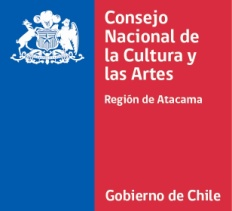 Consejo
Nacional de
la Cultura y
las Artes
Región de Atacama
Gobierno de Chile